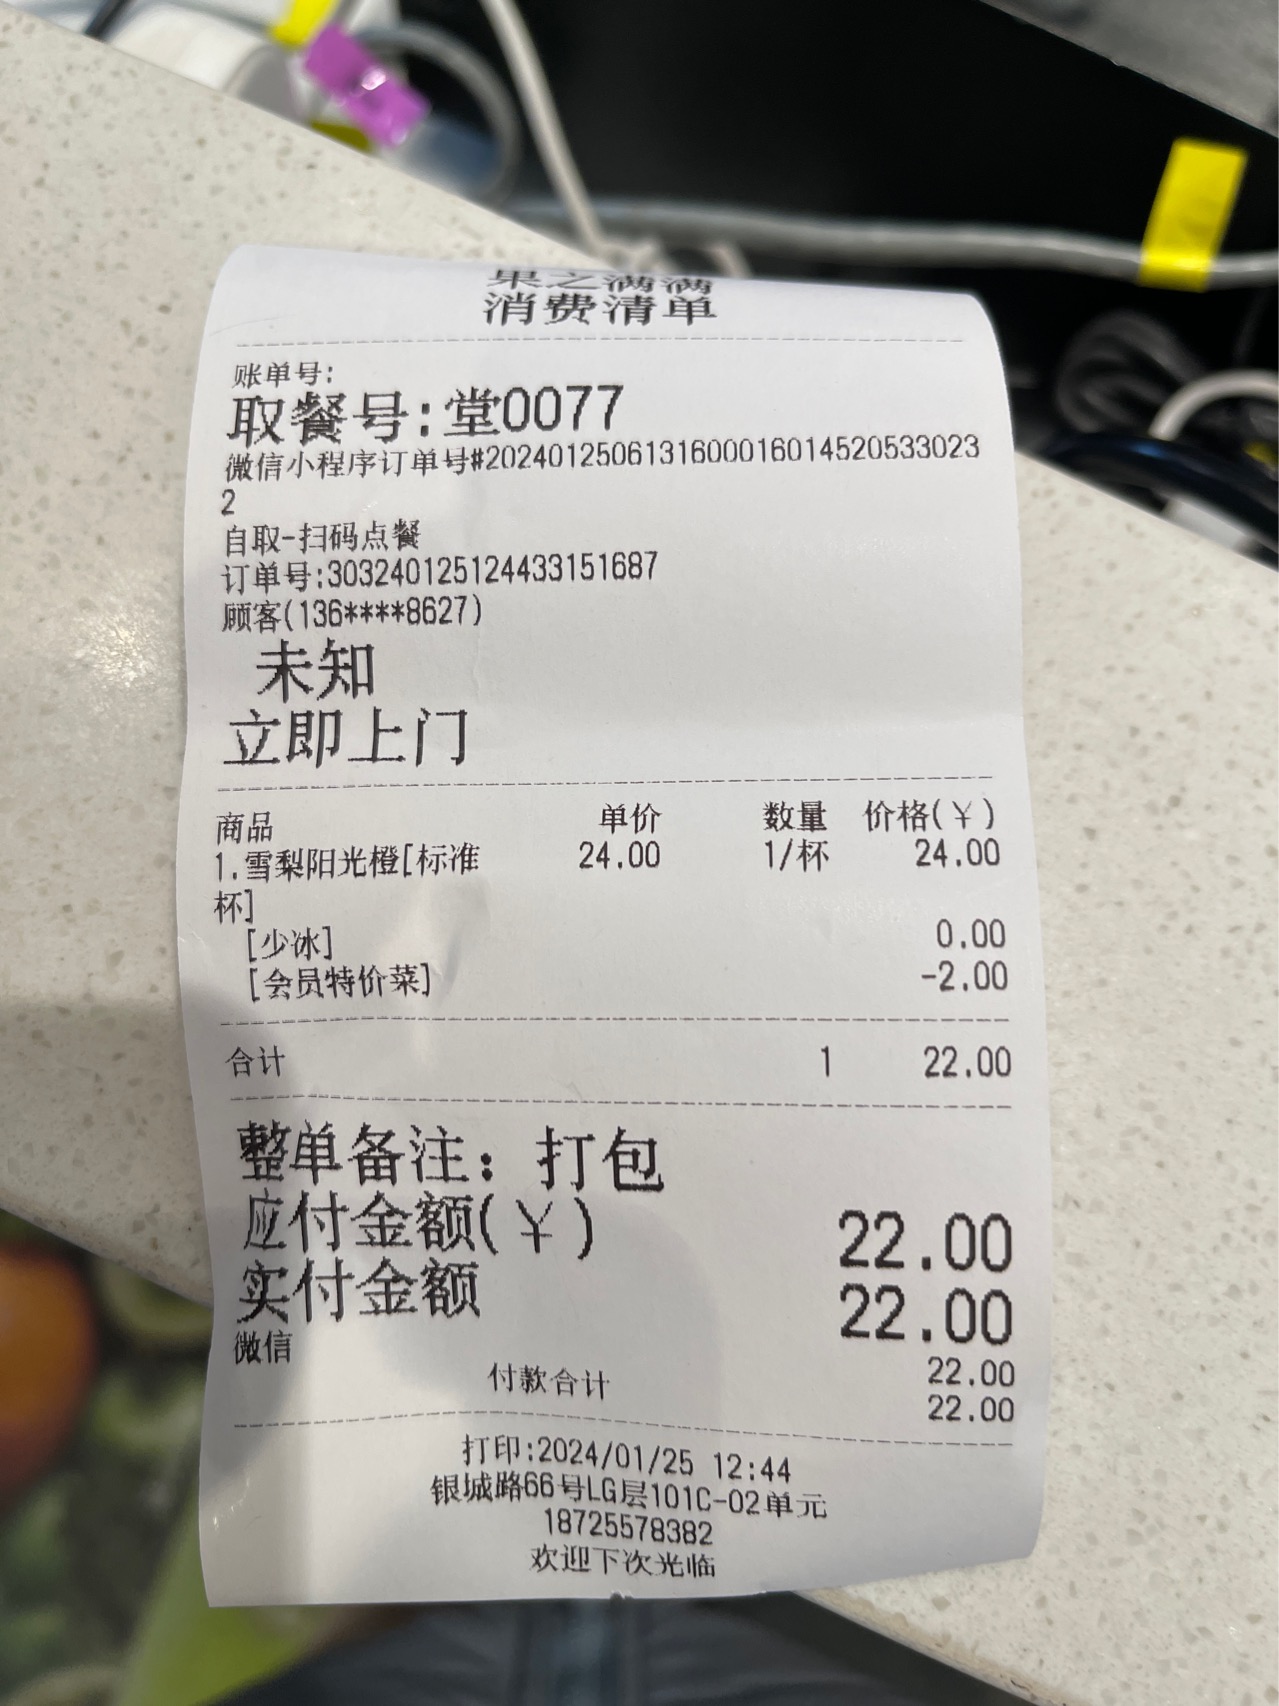 果之满满
消费清单
账单号:
取餐号:堂0077
微信小程序订单号#2024012506131600016014520533023
2
自取-扫码点餐
订单号:303240125124433151687
顾客(136****8627)
未知
立即上门
商品 单价 数量 价格(￥)
1.雪梨阳光橙[标准 24.00 1/杯 24.00
杯]
[少冰] 0.00
[会员特价菜] -2.00
合计 1 22.00
整单备注: 打包
应付金额(￥) 22.00
实付金额 22.00
微信 22.00
付款合计 22.00
打印:2024/01/25 12:44
银城路66号LG层101C-02单元
18725578382
欢迎下次光临